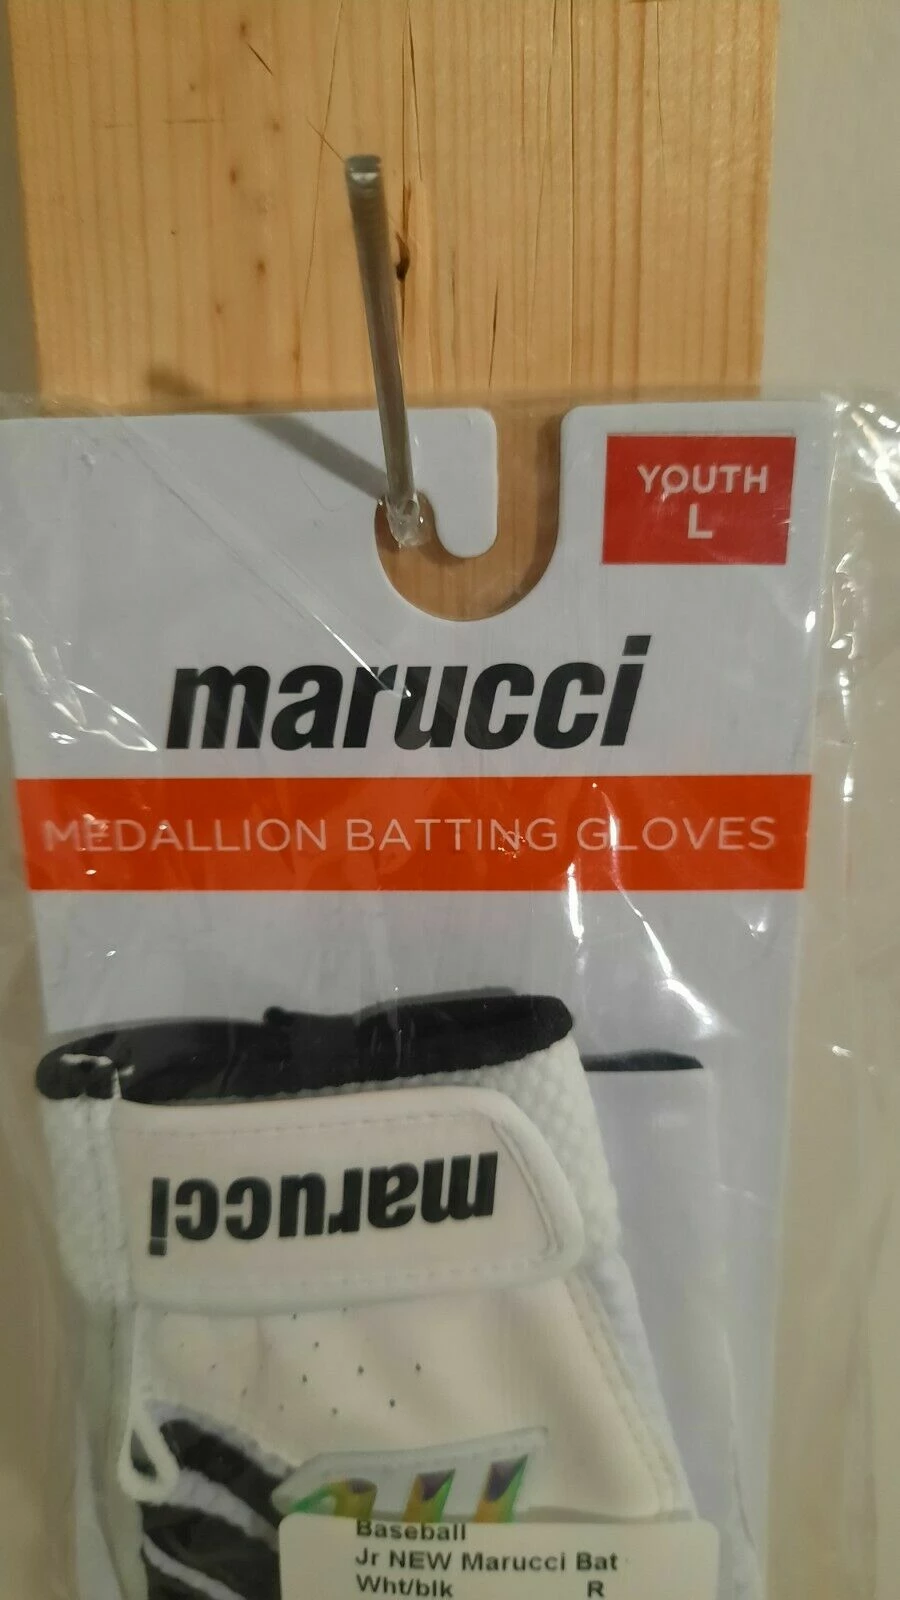 YOUTH
L
marucci
MEDALLION BATTING GLOVES
marucci
Baseball
Jr NEW Marucci Bat
Wht/blk R